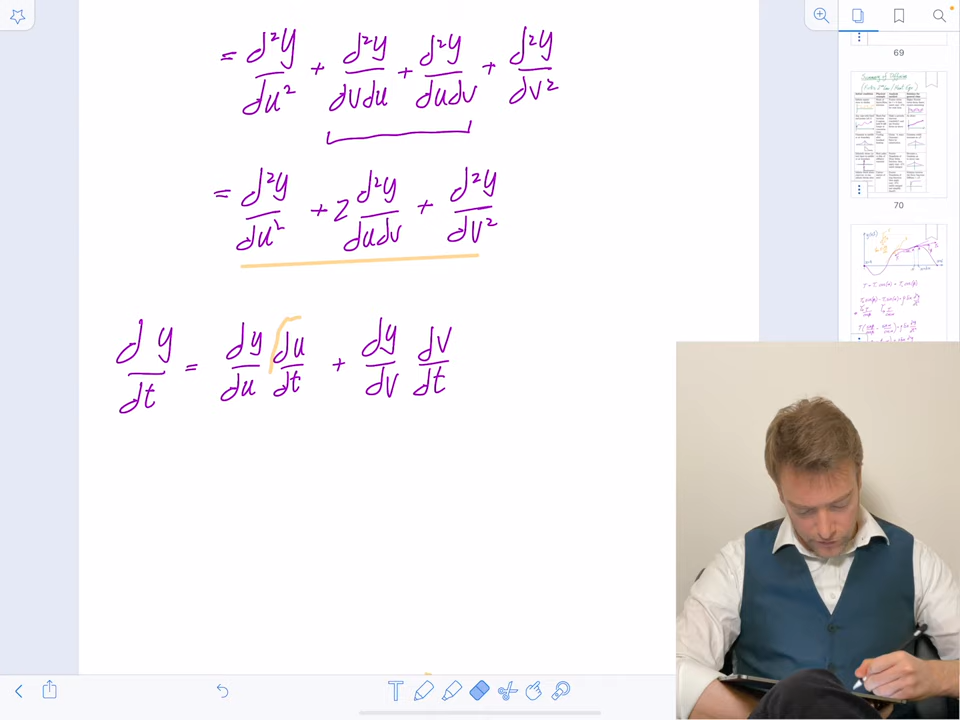 = d²y/du² + d²y/dvdu + d²y/dudv + d²y/dv²
= d²y/du² + 2 d²y/dudv + d²y/dv²
dy/dt = dy/du du/dt + dy/dv dv/dt
69
70
T